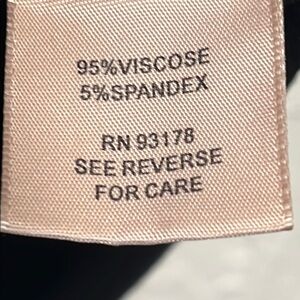 95%VISCOSE
5%SPANDEX
RN 93178
SEE REVERSE
FOR CARE